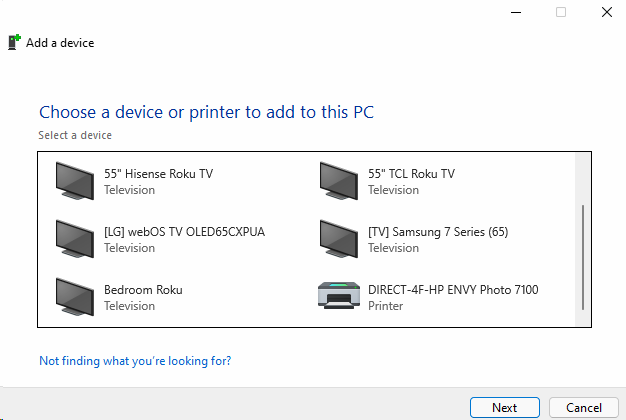 Add a device
Choose a device or printer to add to this PC
Select a device
55" Hisense Roku TV
Television
55" TCL Roku TV
Television
[LG] webOS TV OLED65CXPUA
Television
[TV] Samsung 7 Series (65)
Television
Bedroom Roku
Television
DIRECT-4F-HP ENVY Photo 7100
Printer
Not finding what you're looking for?
Next
Cancel